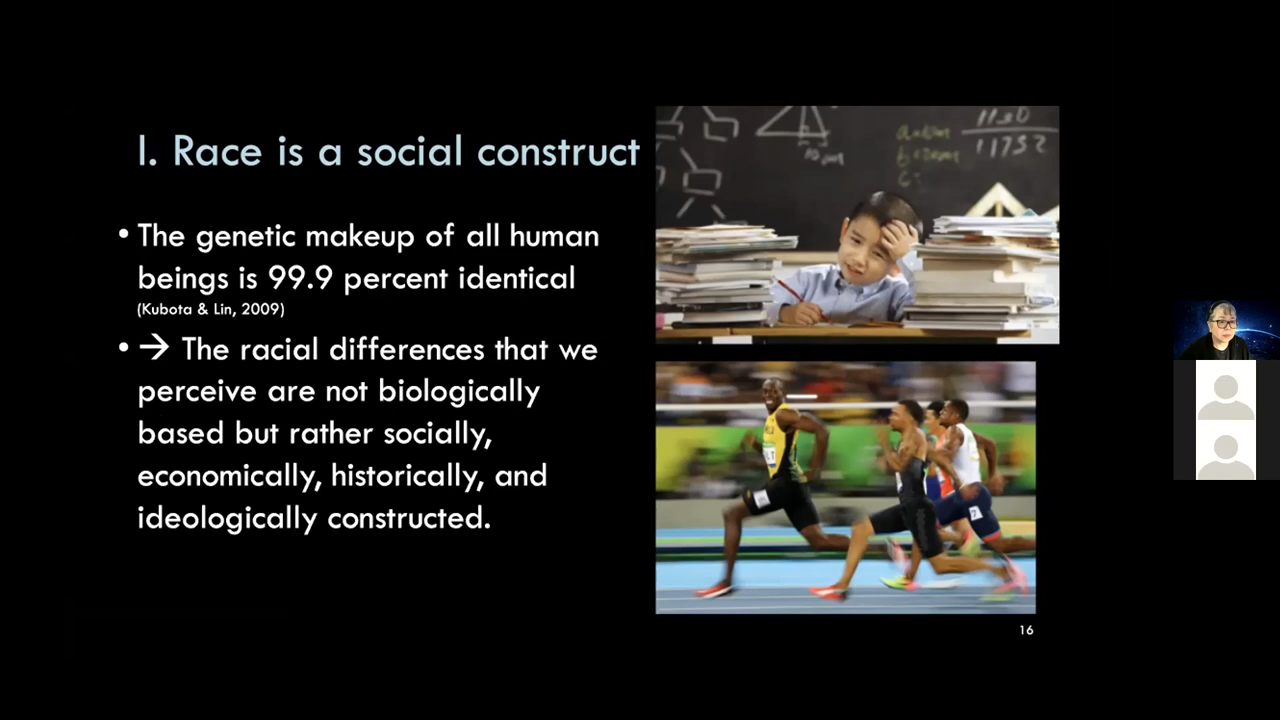 I. Race is a social construct
• The genetic makeup of all human
beings is 99.9 percent identical
(Kubota & Lin, 2009)
• → The racial differences that we
perceive are not biologically
based but rather socially,
economically, historically, and
ideologically constructed.
16